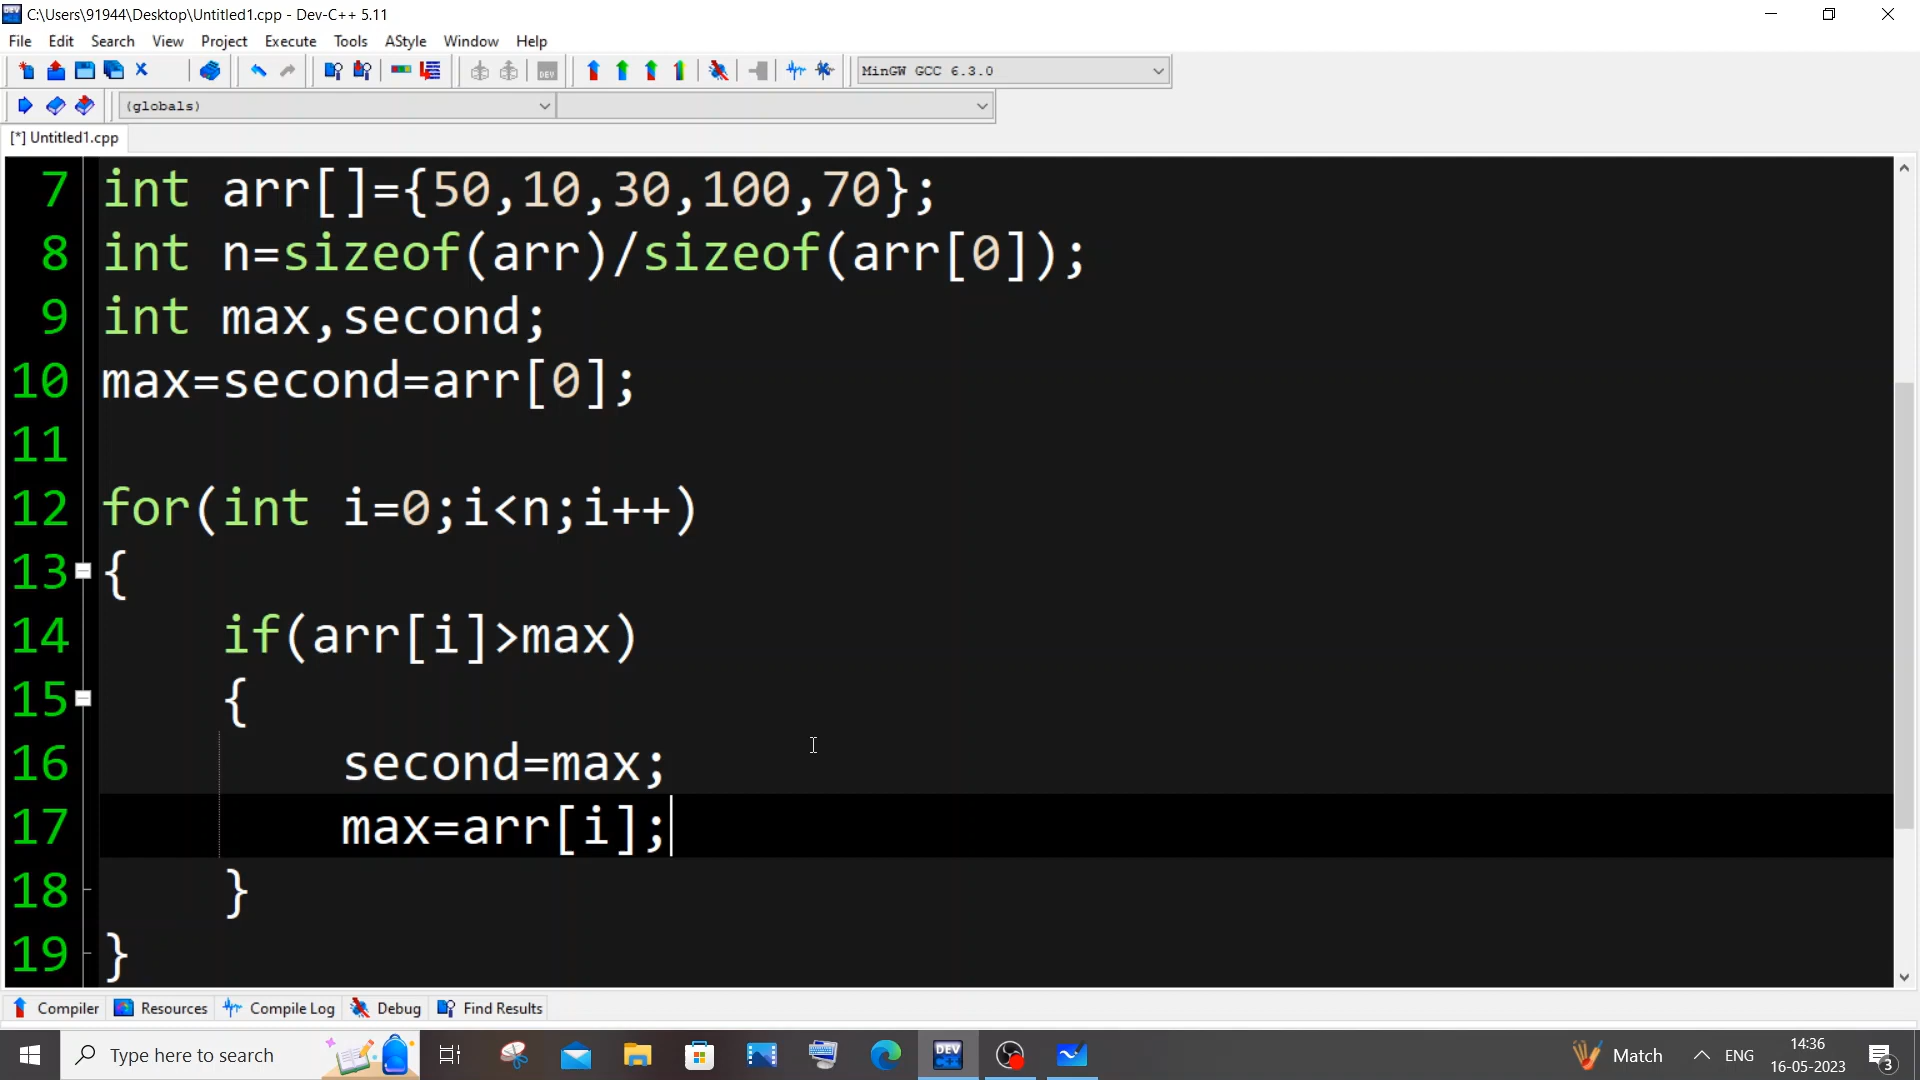 C:\Users\91944\Desktop\Untitled1.cpp - Dev-C++ 5.11
File Edit Search View Project Execute Tools AStyle Window Help
DEV MinGW GCC 6.3.0
(globals)
[*] Untitled1.cpp
7 int arr[]={50,10,30,100,70};
8 int n=sizeof(arr)/sizeof(arr[0]);
9 int max,second;
10 max=second=arr[0];
11
12 for(int i=0;i<n;i++)
13 {
14 if(arr[i]>max)
15 {
16 second=max;
17 max=arr[i];
18 }
19 }
Compiler Resources Compile Log Debug Find Results
Type here to search DEV C++ Match ENG 14:36
16-05-2023 3